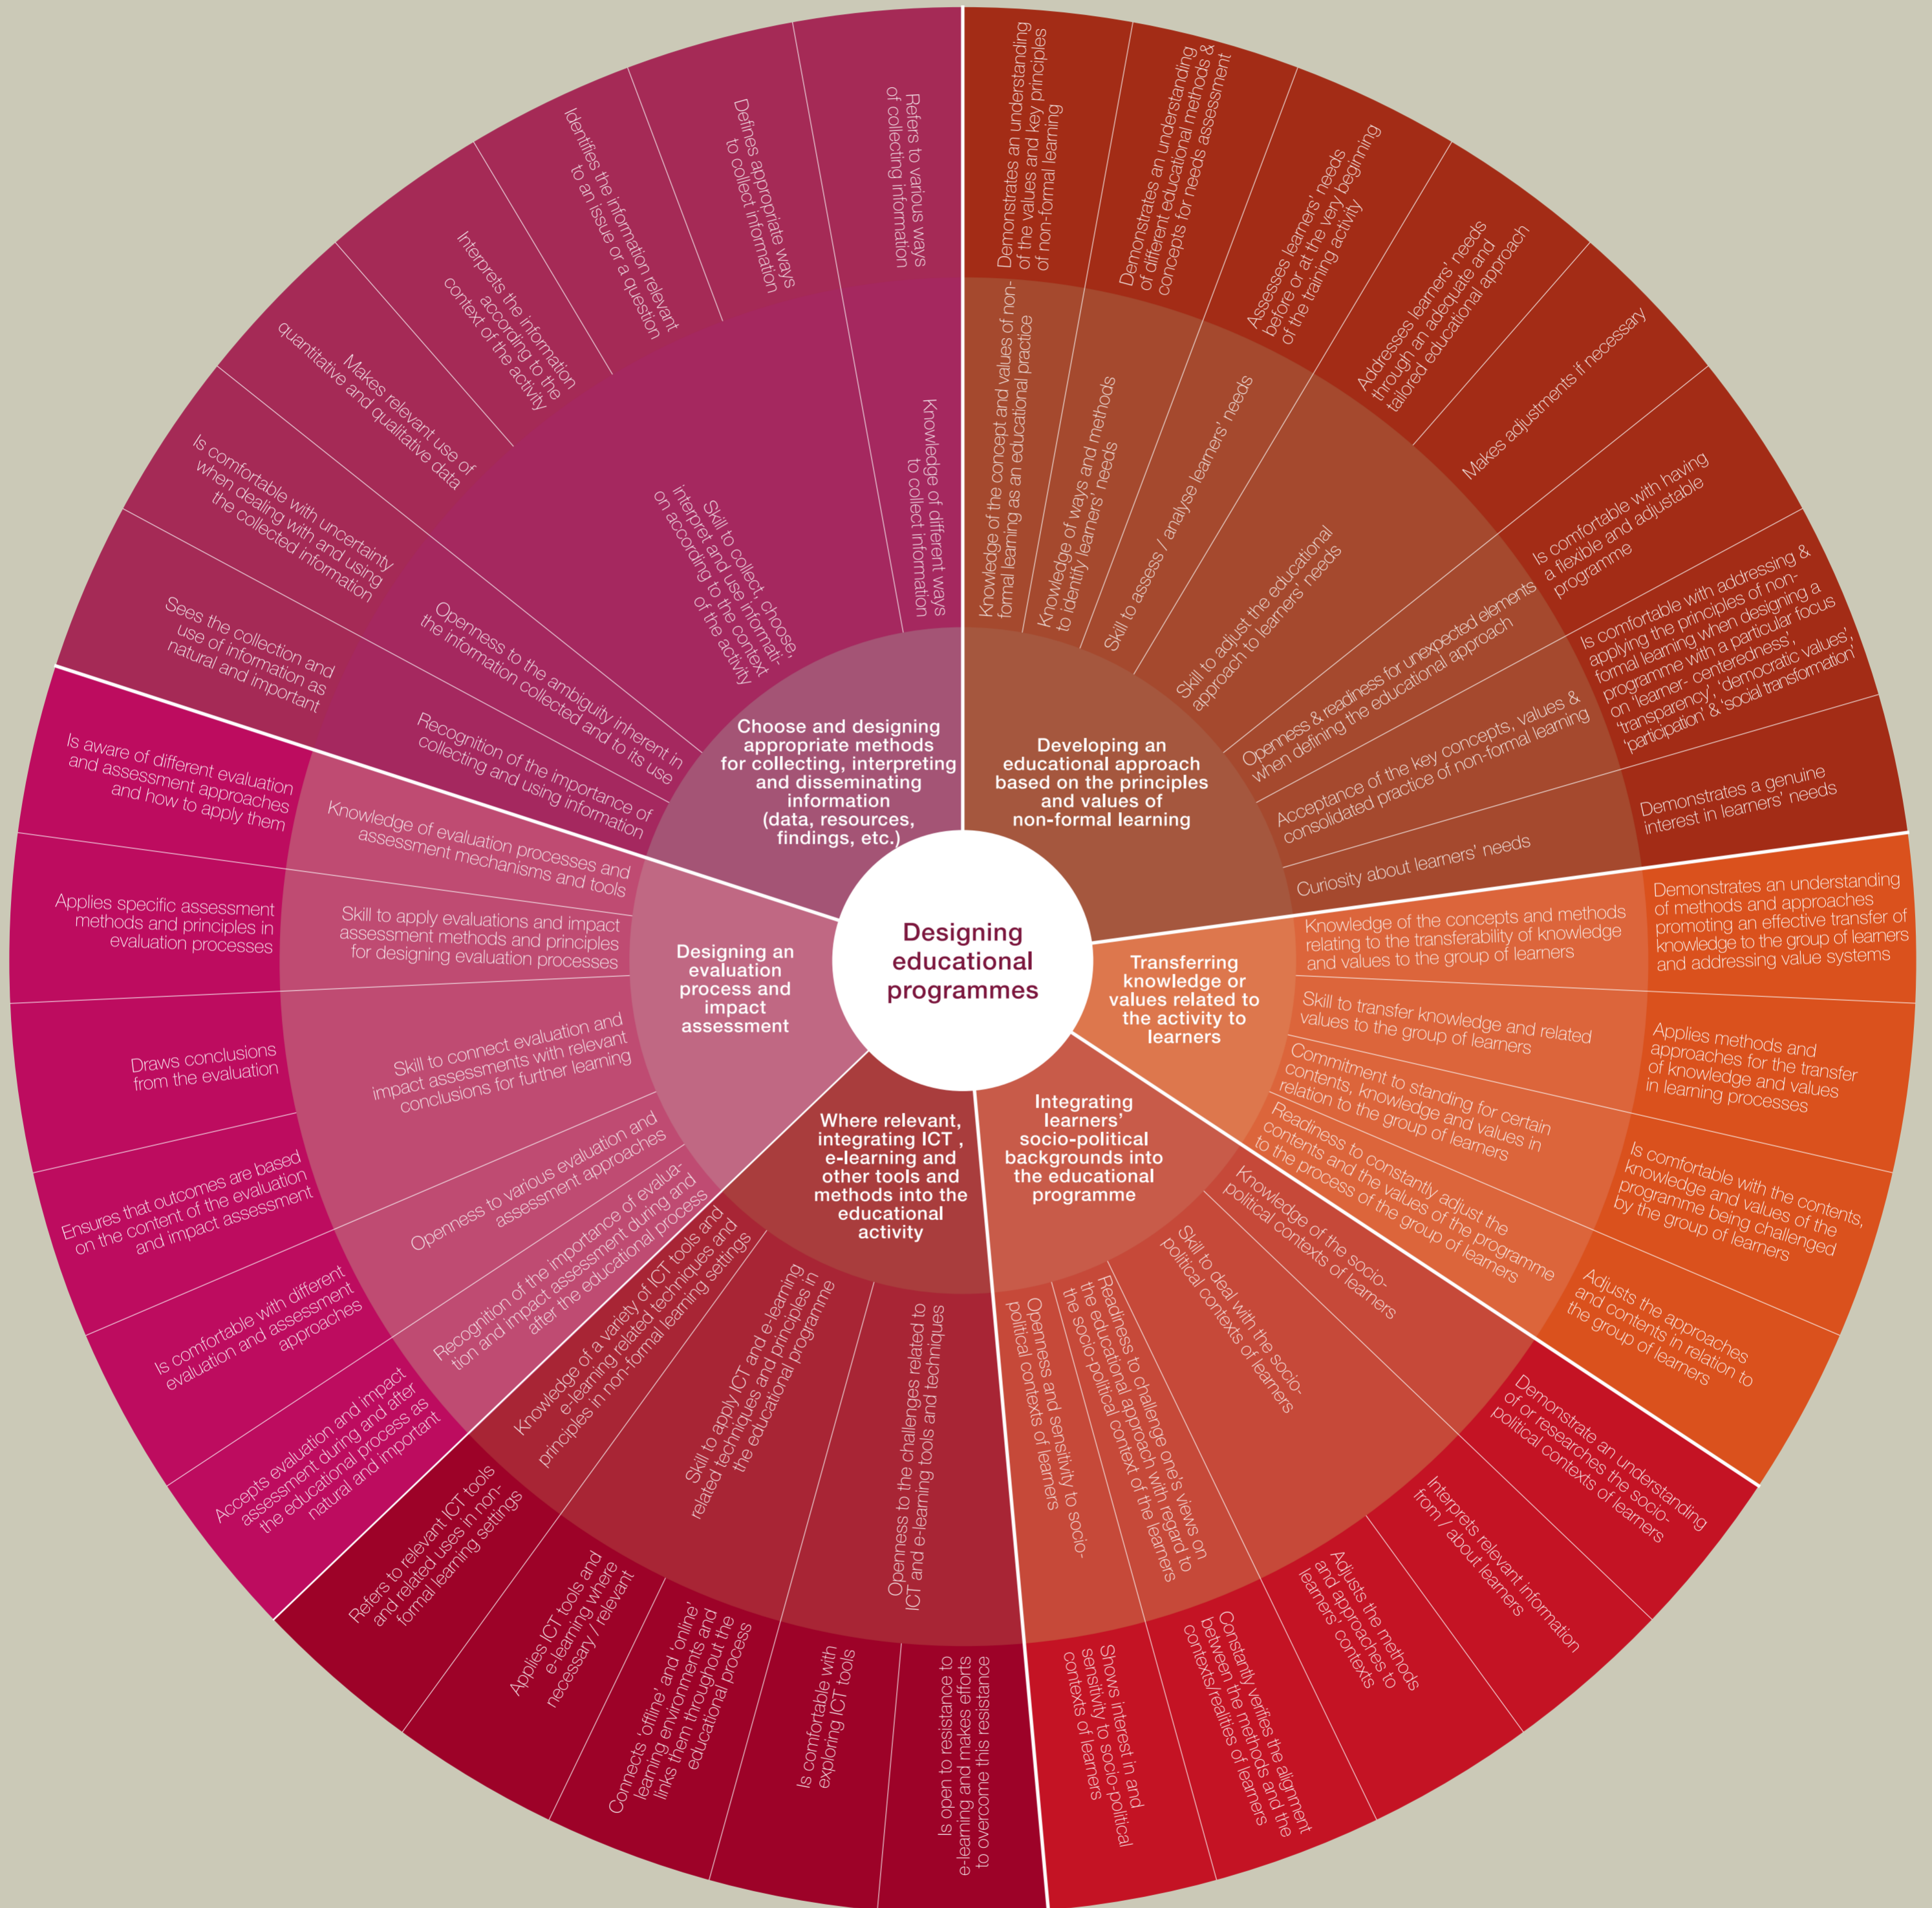 Designing
educational
programmes
Developing an
educational approach
based on the principles
and values of
non-formal learning
Knowledge of the concept and values of non-
formal learning as an educational practice
Demonstrates an understanding
of the values and key principles
of non-formal learning
Knowledge of ways and methods
to identify learners' needs
Demonstrates an understanding
of different educational methods &
concepts for needs assessment
Skill to assess / analyse learners' needs
Assesses learners' needs
before or at the very beginning
of the training activity
Skill to adjust the educational
approach to learners' needs
Addresses learners' needs
through an adequate and
tailored educational approach
Makes adjustments if necessary
Openness & readiness for unexpected elements
when defining the educational approach
Is comfortable with having
a flexible and adjustable
programme
Acceptance of the key concepts, values &
consolidated practice of non-formal learning
Is comfortable with addressing &
applying the principles of non-
formal learning when designing a
programme with a particular focus
on 'learner- centeredness',
'transparency', 'democratic values',
'participation' & 'social transformation'
Curiosity about learners' needs
Demonstrates a genuine
interest in learners' needs
Transferring
knowledge or
values related to
the activity to
learners
Knowledge of the concepts and methods
relating to the transferability of knowledge
and values to the group of learners
Demonstrates an understanding
of methods and approaches
promoting an effective transfer of
knowledge to the group of learners
and addressing value systems
Skill to transfer knowledge and related
values to the group of learners
Applies methods and
approaches for the transfer
of knowledge and values
in learning processes
Commitment to standing for certain
contents, knowledge and values in
relation to the group of learners
Is comfortable with the contents,
knowledge and values of the
programme being challenged
by the group of learners
Readiness to constantly adjust the
contents and the values of the programme
to the process of the group of learners
Adjusts the approaches
and contents in relation to
the group of learners
Integrating
learners'
socio-political
backgrounds into
the educational
programme
Knowledge of the socio-
political contexts of learners
Demonstrate an understanding
of or researches the socio-
political contexts of learners
Skill to deal with the socio-
political contexts of learners
Interprets relevant information
from / about learners
Adjusts the methods
and approaches to
learners' contexts
Readiness to challenge one's views on
the educational approach with regard to
the socio-political context of the learners
Constantly verifies the alignment
between the methods and the
contexts/realities of learners
Openness and sensitivity to socio-
political contexts of learners
Shows interest in and
sensitivity to socio-political
contexts of learners
Where relevant,
integrating ICT ,
e-learning and
other tools and
methods into the
educational
activity
Openness to the challenges related to
ICT and e-learning tools and techniques
Is open to resistance to
e-learning and makes efforts
to overcome this resistance
Is comfortable with
exploring ICT tools
Skill to apply ICT and e-learning
related techniques and principles in
the educational programme
Connects 'offline' and 'online'
learning environments and
links them throughout the
educational process
Applies ICT tools and
e-learning where
necessary / relevant
Knowledge of a variety of ICT tools and
e-learning related techniques and
principles in non-formal learning settings
Refers to relevant ICT tools
and related uses in non-
formal learning settings
Designing an
evaluation
process and
impact
assessment
Recognition of the importance of evalua-
tion and impact assessment during and
after the educational process
Accepts evaluation and impact
assessment during and after
the educational process as
natural and important
Openness to various evaluation and
assessment approaches
Is comfortable with different
evaluation and assessment
approaches
Skill to connect evaluation and
impact assessments with relevant
conclusions for further learning
Ensures that outcomes are based
on the content of the evaluation
and impact assessment
Draws conclusions
from the evaluation
Skill to apply evaluations and impact
assessment methods and principles
for designing evaluation processes
Applies specific assessment
methods and principles in
evaluation processes
Knowledge of evaluation processes and
assessment mechanisms and tools
Is aware of different evaluation
and assessment approaches
and how to apply them
Choose and designing
appropriate methods
for collecting, interpreting
and disseminating
information
(data, resources,
findings, etc.)
Recognition of the importance of
collecting and using information
Sees the collection and
use of information as
natural and important
Openness to the ambiguity inherent in
the information collected and to its use
Is comfortable with uncertainty
when dealing with and using
the collected information
Skill to collect, choose,
interpret and use informati-
on according to the context
of the activity
Makes relevant use of
quantitative and qualitative data
Interprets the information
according to the
context of the activity
Identifies the information relevant
to an issue or a question
Defines appropriate ways
to collect information
Knowledge of different ways
to collect information
Refers to various ways
of collecting information